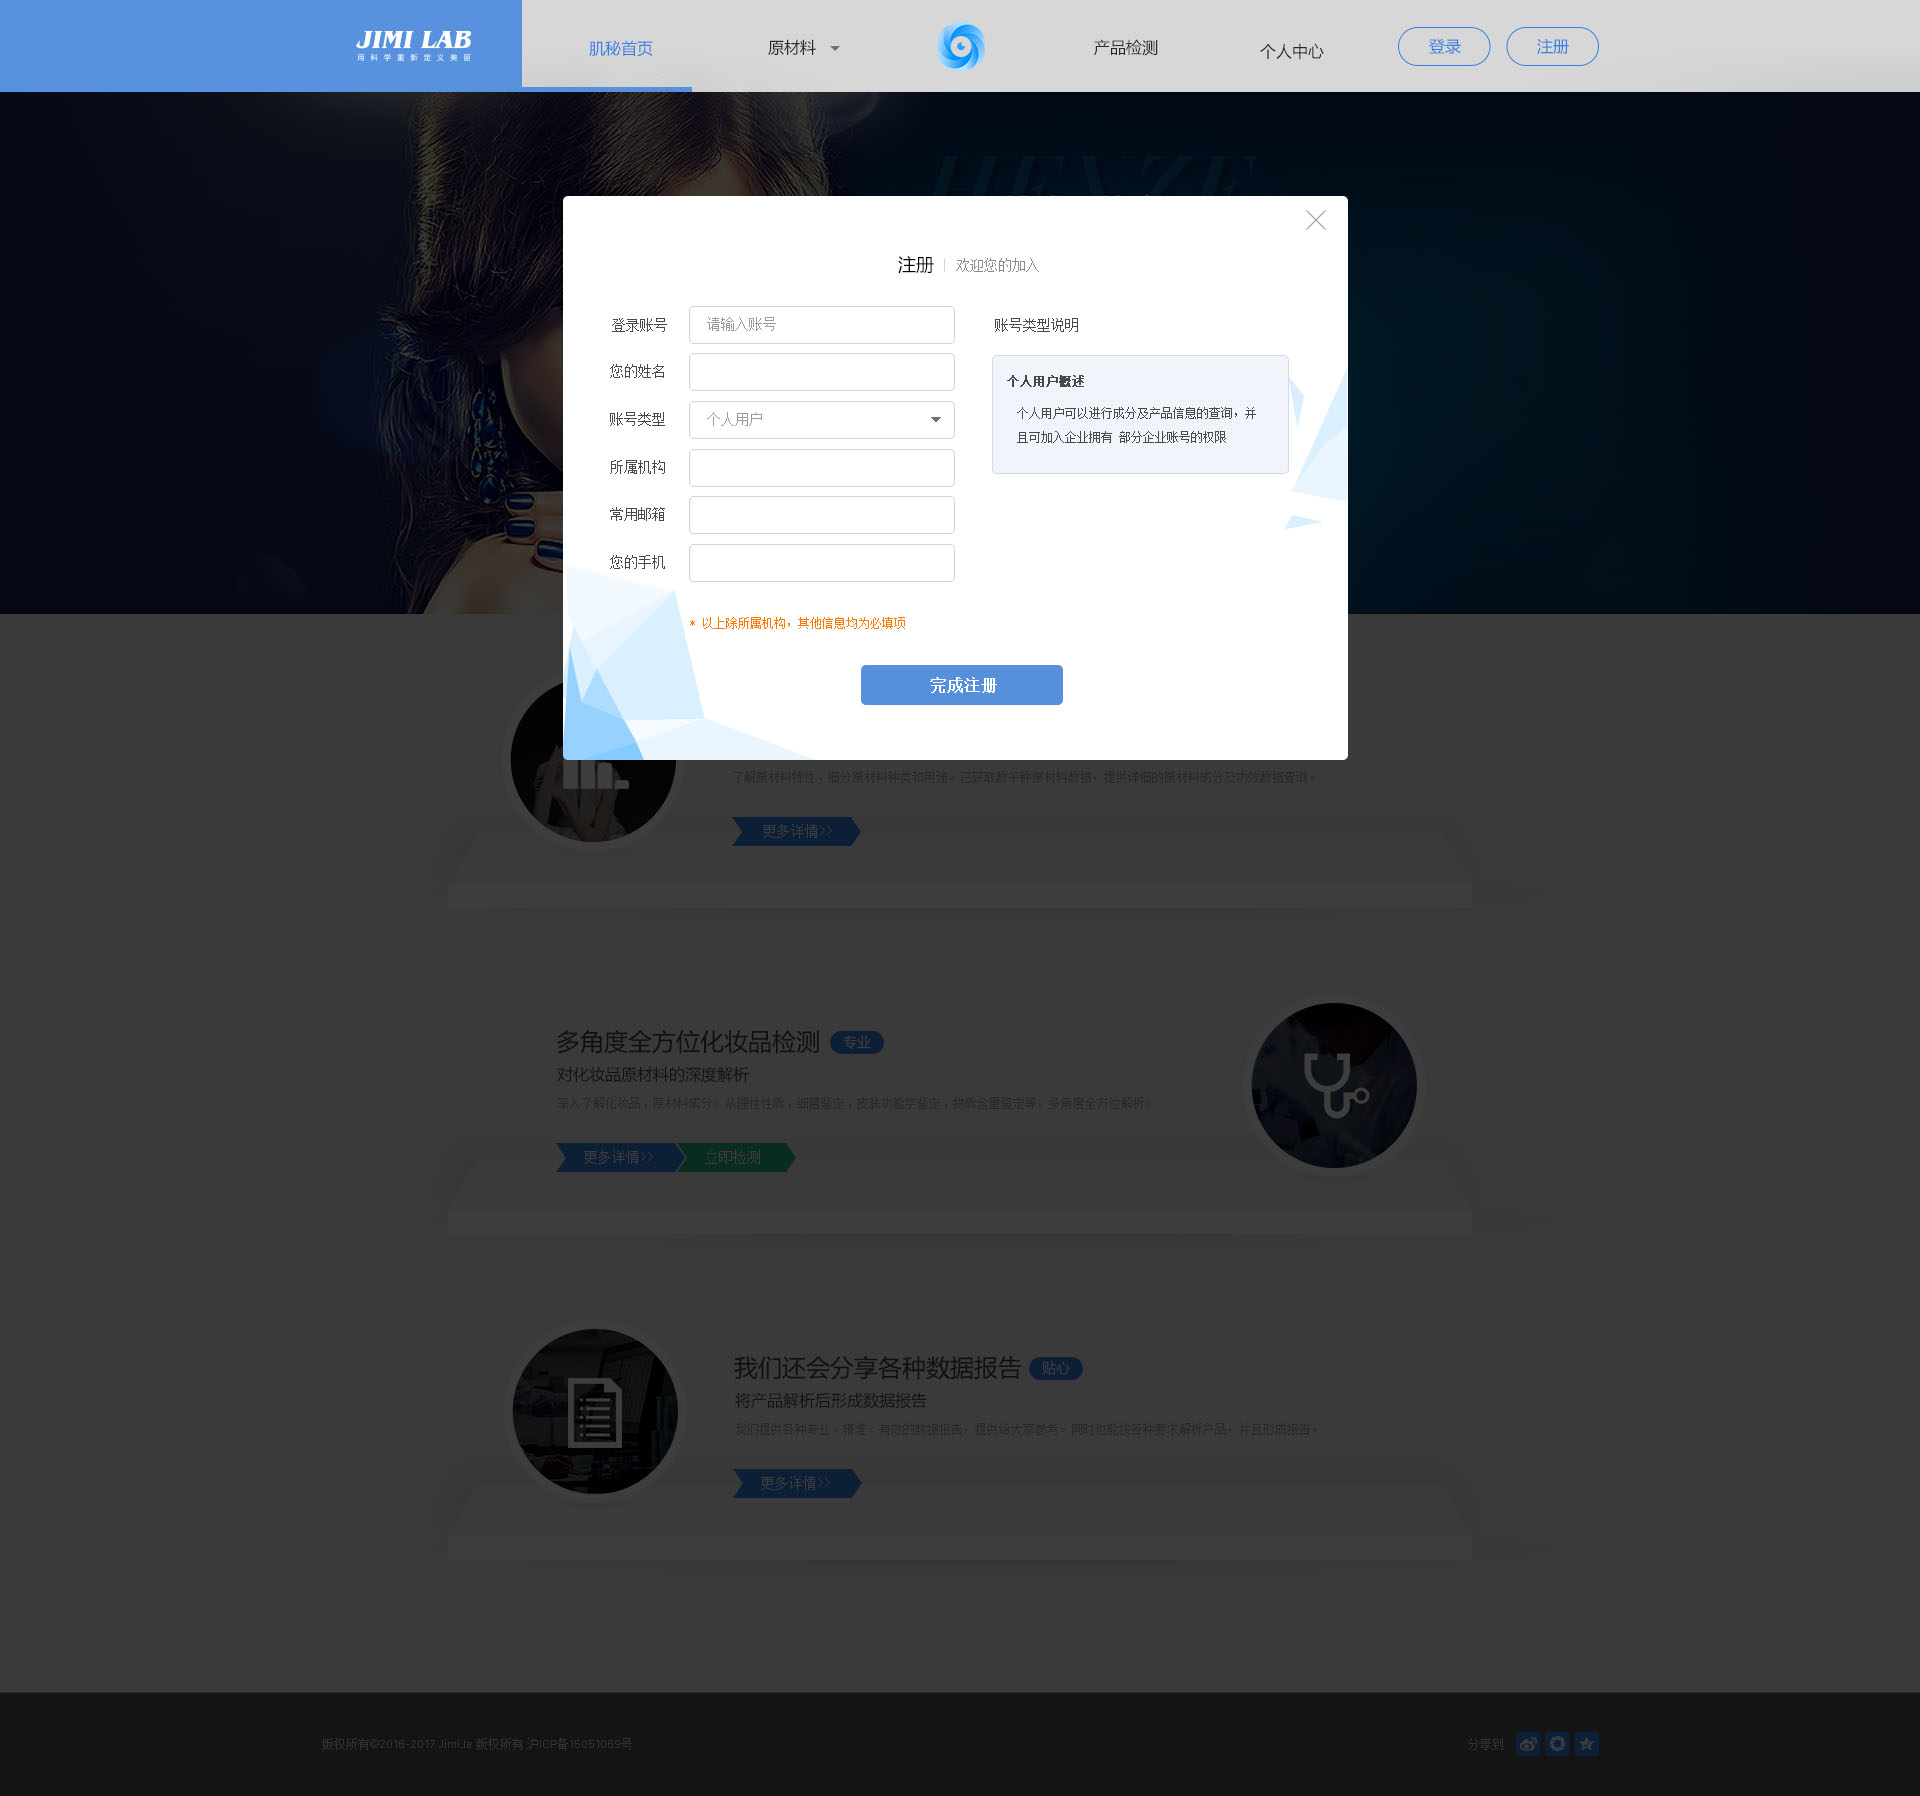 JIMI LAB
用科学重新定义美丽
肌秘首页
原材料
产品检测
个人中心
登录
注册
HEXZE
注册 欢迎您的加入
登录账号 请输入账号
您的姓名
账号类型 个人用户
所属机构
常用邮箱
您的手机
* 以上除所属机构，其他信息均为必填项
账号类型说明
个人用户概述
个人用户可以进行成分及产品信息的查询，并
且可加入企业拥有 部分企业账号的权限
完成注册
了解原材料特性、细分原材料种类和用途。已获取数千种原材料数据，提供详细的原材料成分及功效数据查询。
更多详情>>
多角度全方位化妆品检测 专业
对化妆品原材料的深度解析
深入了解化妆品、原材料成分。从理性性质、细菌鉴定、皮肤功能学鉴定、物质含量鉴定等，多角度全方位解析。
更多详情>> 立即检测
我们还会分享各种数据报告 贴心
将产品解析后形成数据报告
我们提供各种专业、精准、有效的数据报告，提供给大家参考。同时也能按各种要求解析产品，并且形成报告。
更多详情>>
版权所有©2016-2017 Jimi.la 版权所有 沪ICP备15051069号
分享到